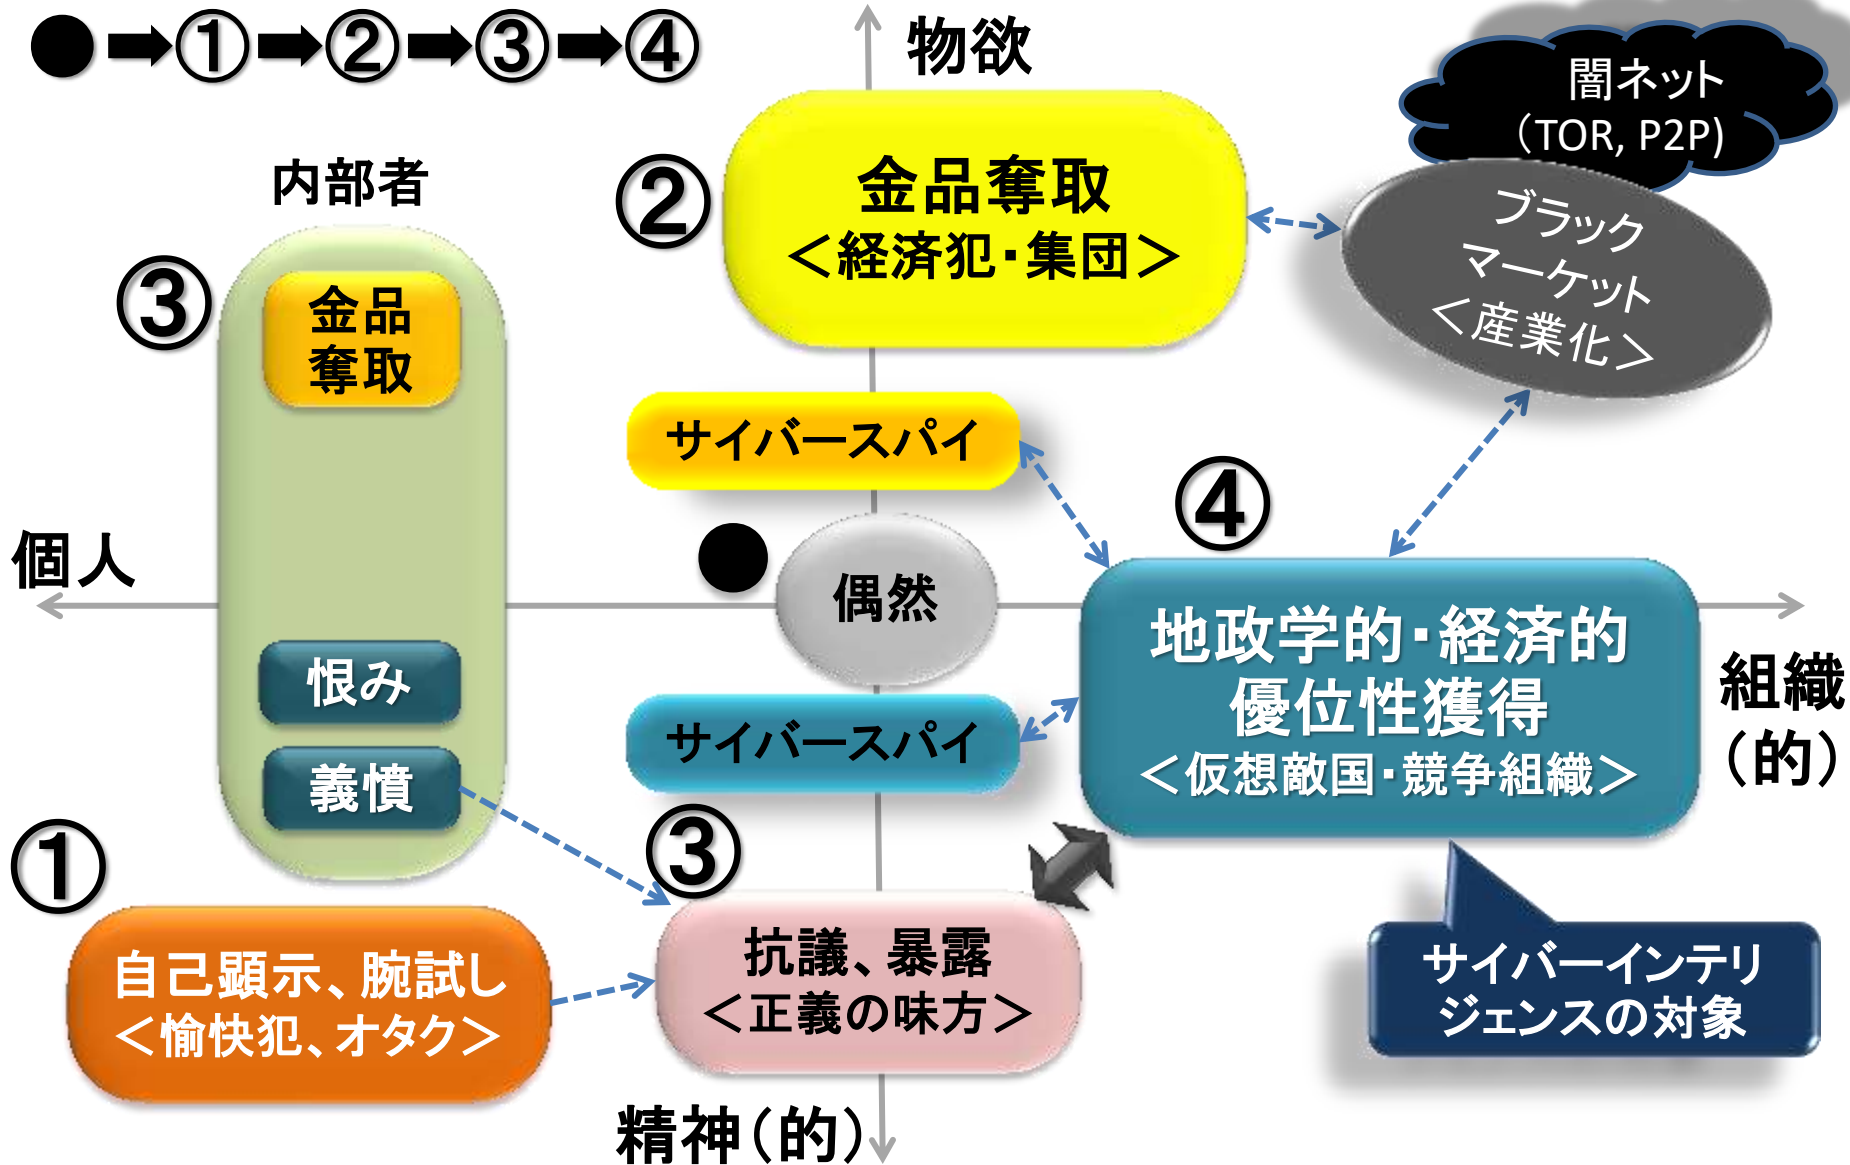 ●➡①➡②➡③➡④
物欲
闇ネット
（TOR, P2P)
内部者
②
金品奪取
＜経済犯・集団＞
ブラック
マーケット
＜産業化＞
③
金品
奪取
サイバースパイ
④
個人
●
偶然
地政学的・経済的
優位性獲得
＜仮想敵国・競争組織＞
組織
（的）
恨み
サイバースパイ
義憤
①
③
自己顕示、腕試し
＜愉快犯、オタク＞
抗議、暴露
＜正義の味方＞
サイバーインテリ
ジェンスの対象
精神（的）